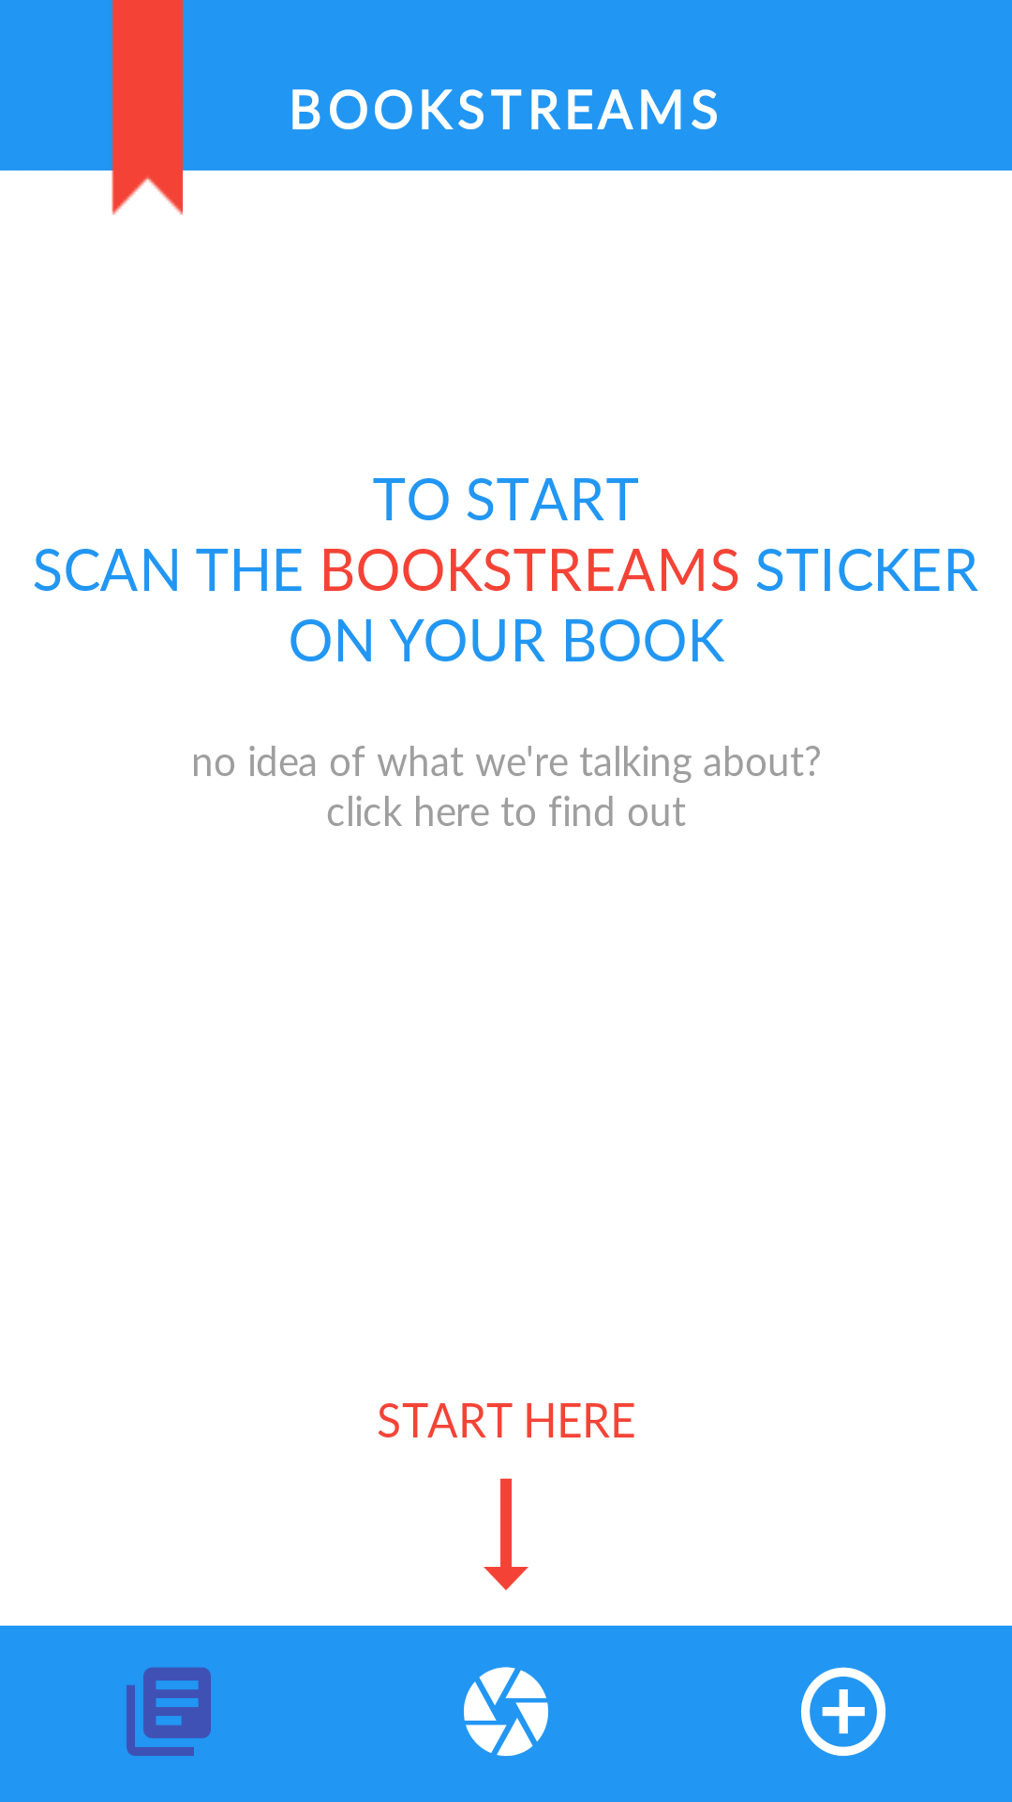 BOOKSTREAMS
TO START
SCAN THE BOOKSTREAMS STICKER
ON YOUR BOOK
no idea of what we're talking about?
click here to find out
START HERE